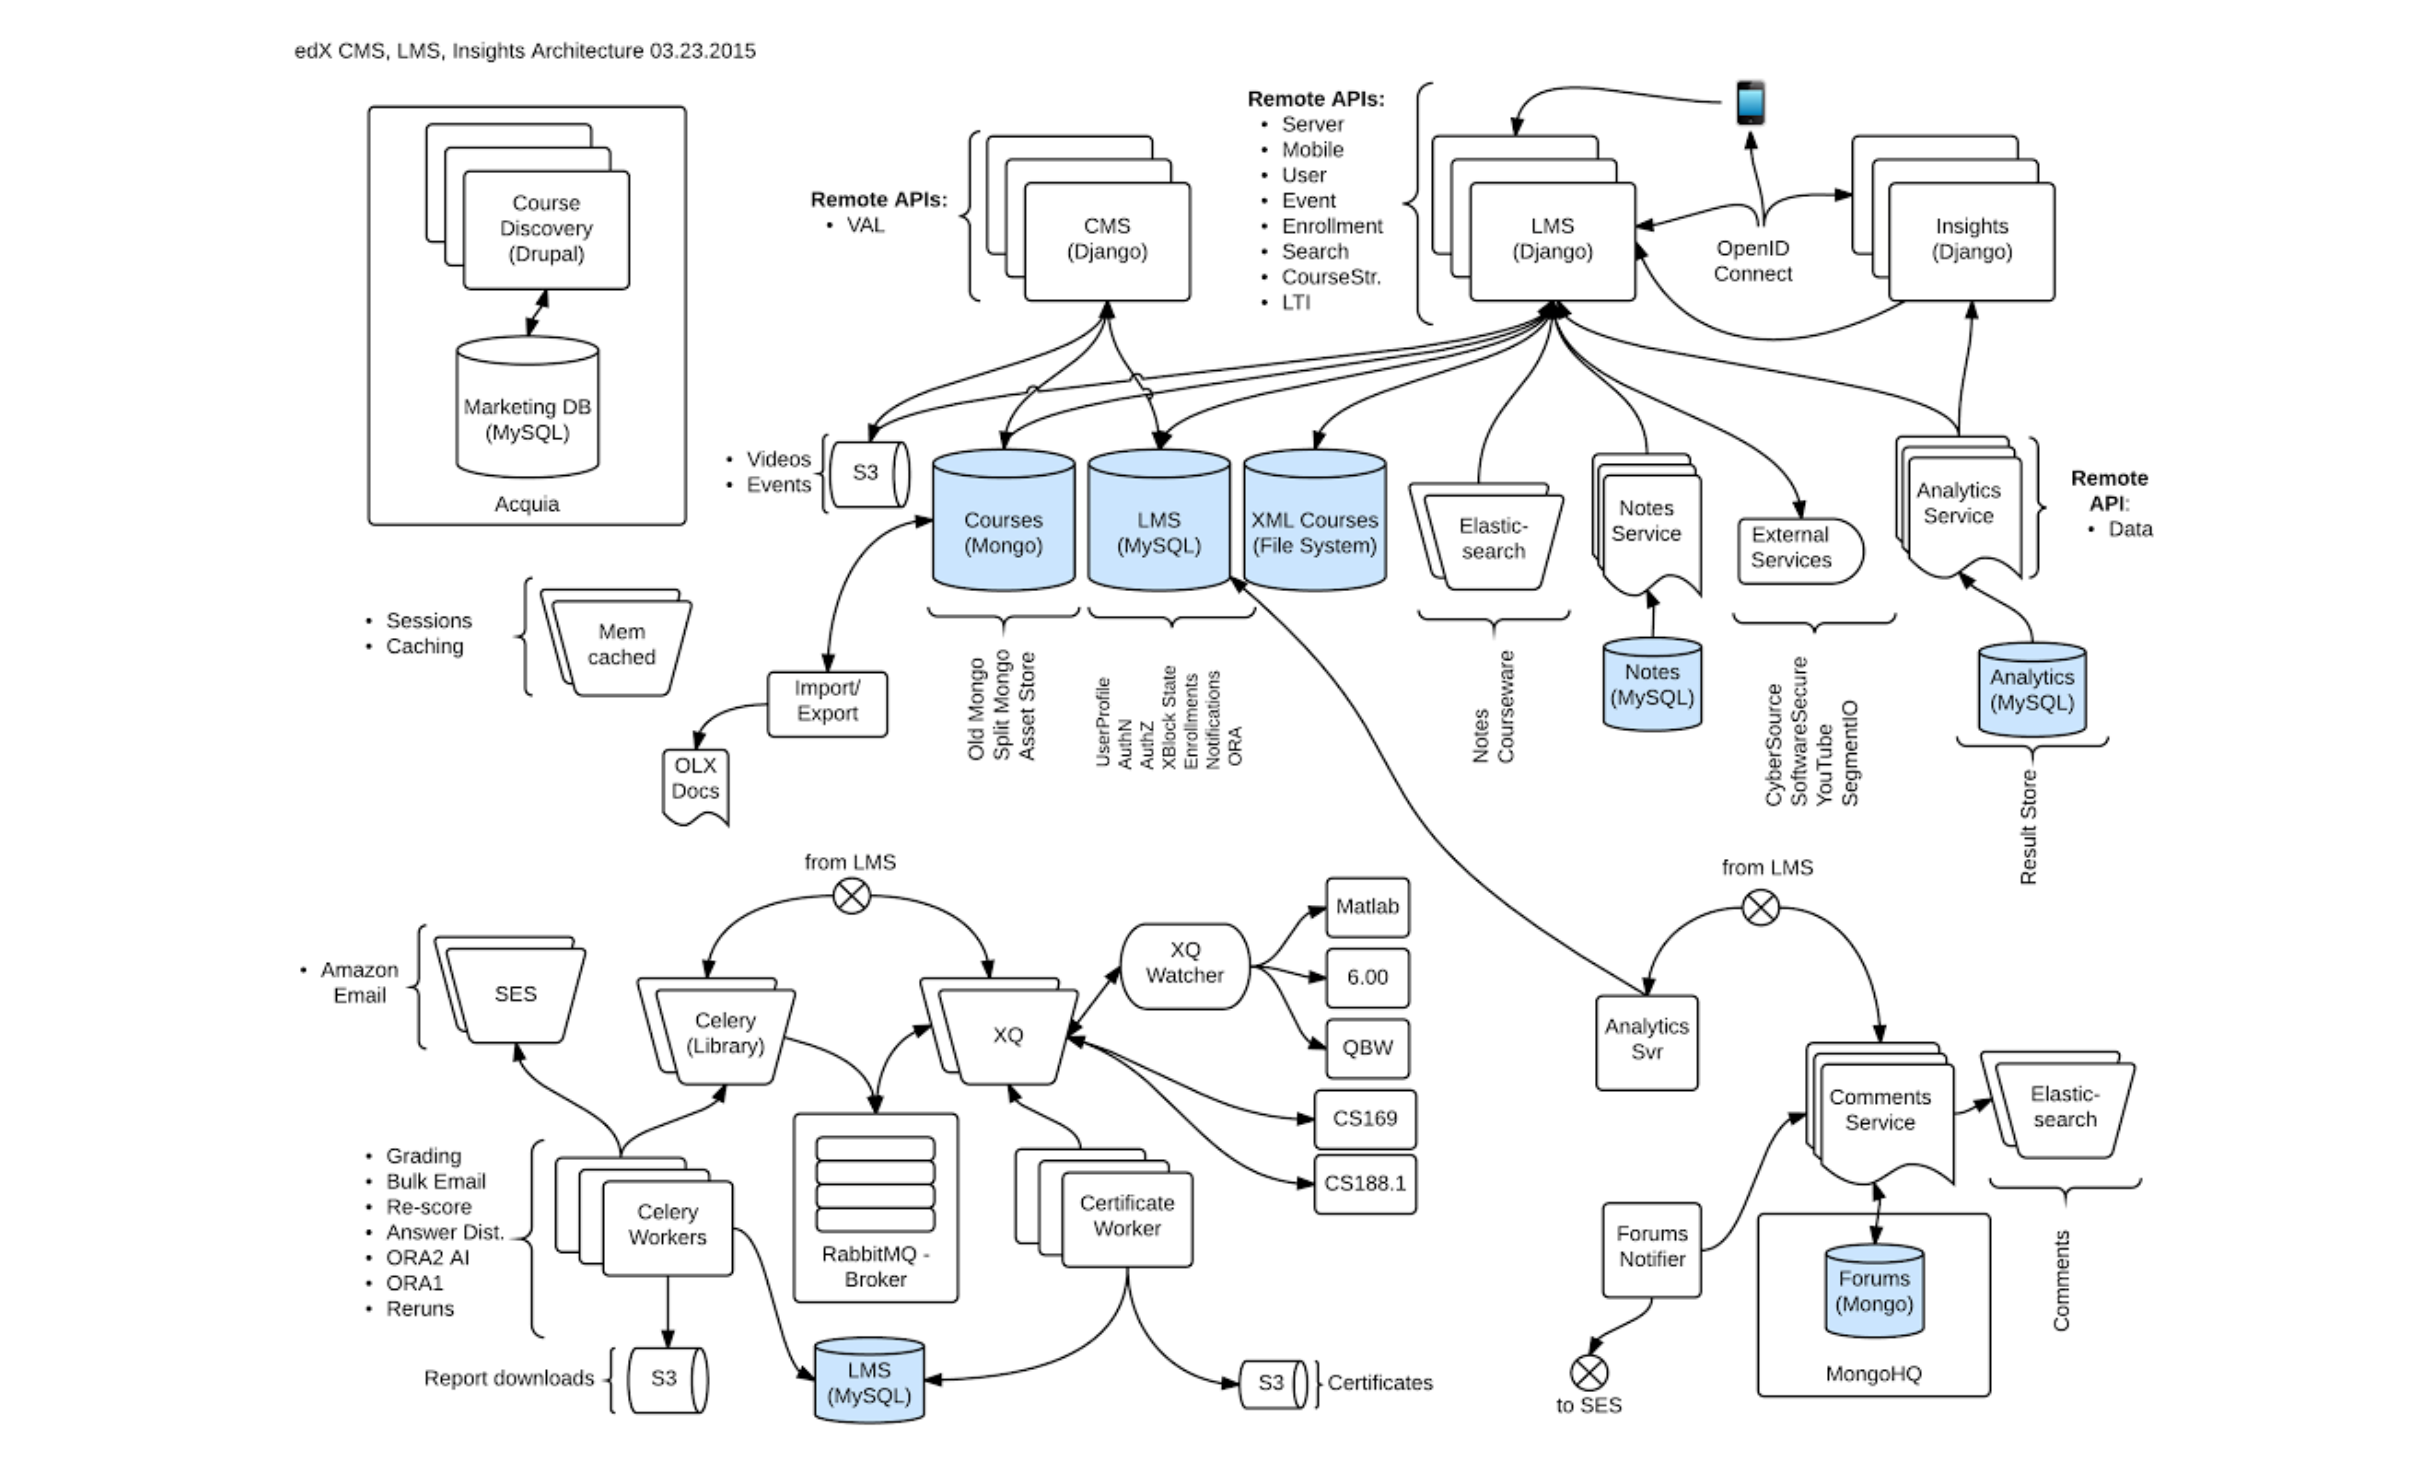 edX CMS, LMS, Insights Architecture 03.23.2015
Course
Discovery
(Drupal)
Marketing DB
(MySQL)
Acquia
Remote APIs:
• VAL
CMS
(Django)
Remote APIs:
• Server
• Mobile
• User
• Event
• Enrollment
• Search
• CourseStr.
• LTI
LMS
(Django)
OpenID
Connect
Insights
(Django)
• Videos
• Events
S3
Courses
(Mongo)
LMS
(MySQL)
XML Courses
(File System)
Elastic-
search
Notes
Service
External
Services
Analytics
Service
Remote
API:
• Data
• Sessions
• Caching
Mem
cached
Import/
Export
OLX
Docs
Old Mongo
Split Mongo
Asset Store
UserProfile
AuthN
AuthZ
XBlock State
Enrollments
Notifications
ORA
Notes
Courseware
Notes
(MySQL)
CyberSource
SoftwareSecure
YouTube
SegmentIO
Analytics
(MySQL)
Result Store
from LMS
• Amazon
Email
SES
Celery
(Library)
XQ
XQ
Watcher
Matlab
6.00
QBW
CS169
CS188.1
• Grading
• Bulk Email
• Re-score
• Answer Dist.
• ORA2 AI
• ORA1
• Reruns
Celery
Workers
RabbitMQ -
Broker
Certificate
Worker
Report downloads
S3
LMS
(MySQL)
S3
Certificates
from LMS
Analytics
Svr
Comments
Service
Elastic-
search
Forums
Notifier
Forums
(Mongo)
MongoHQ
Comments
to SES